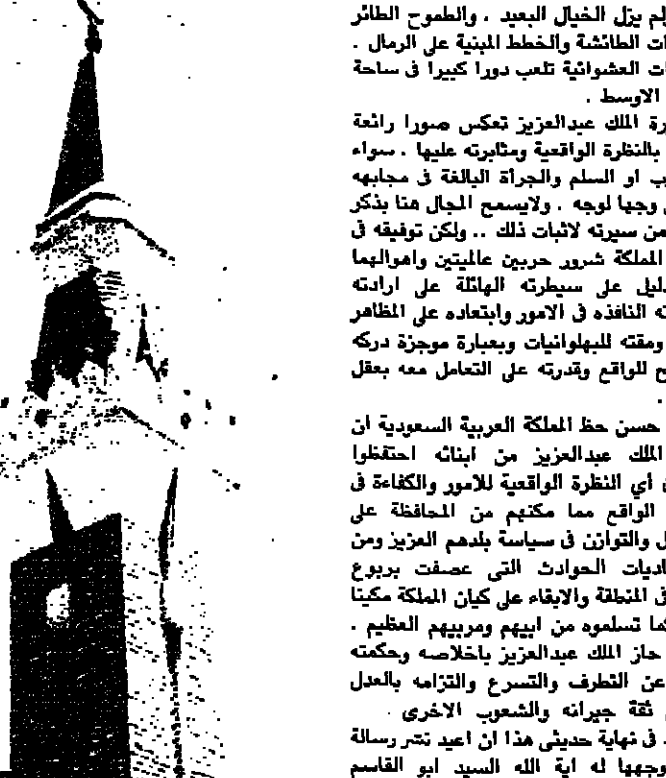 ولم يزل الخيال البعيد ، والطموح الطائر
ات الطائشة والخطط المبنية على الرمال .
ات العشوائية تلعب دورا كبيرا فى ساحة
الاوسط .
رة الملك عبدالعزيز تعكس صورا رائعة
بالنظرة الواقعية ومثابرته عليها . سواء
ب او السلم والجرأة البالغة فى مجابهه
وجها لوجه . ولايسمح المجال هنا بذكر
من سيرته لاثبات ذلك .. ولكن توفيقه فى
المملكة شرور حربين عالميتين واهوالهما
دليل على سيطرته الهائلة على ارادته
ته النافذه فى الامور وابتعاده على المظاهر
ومقته للبهلوانيات وبعبارة موجزة دركه
ح للواقع وقدرته على التعامل معه بعقل
.
حسن حظ المملكة العربية السعودية ان
الملك عبدالعزيز من ابنائه احتفظوا
أي النظرة الواقعية للامور والكفاءة فى
الواقع مما مكنهم من المحافظة على
ل والتوازن فى سياسة بلدهم العزيز ومن
اديات الحوادث التى عصفت بربوع
فى المنطقة والابقاء على كيان المملكة مكينا
كما تسلموه من ابيهم ومربيهم العظيم .
حاز الملك عبدالعزيز باخلاصه وحكمته
عن التطرف والتسرع والتزامه بالعدل
ثقة جيرانه والشعوب الاخرى .
فى نهاية حديثى هذا ان اعيد نشر رسالة
وجهها له اية الله السيد ابو القاسم